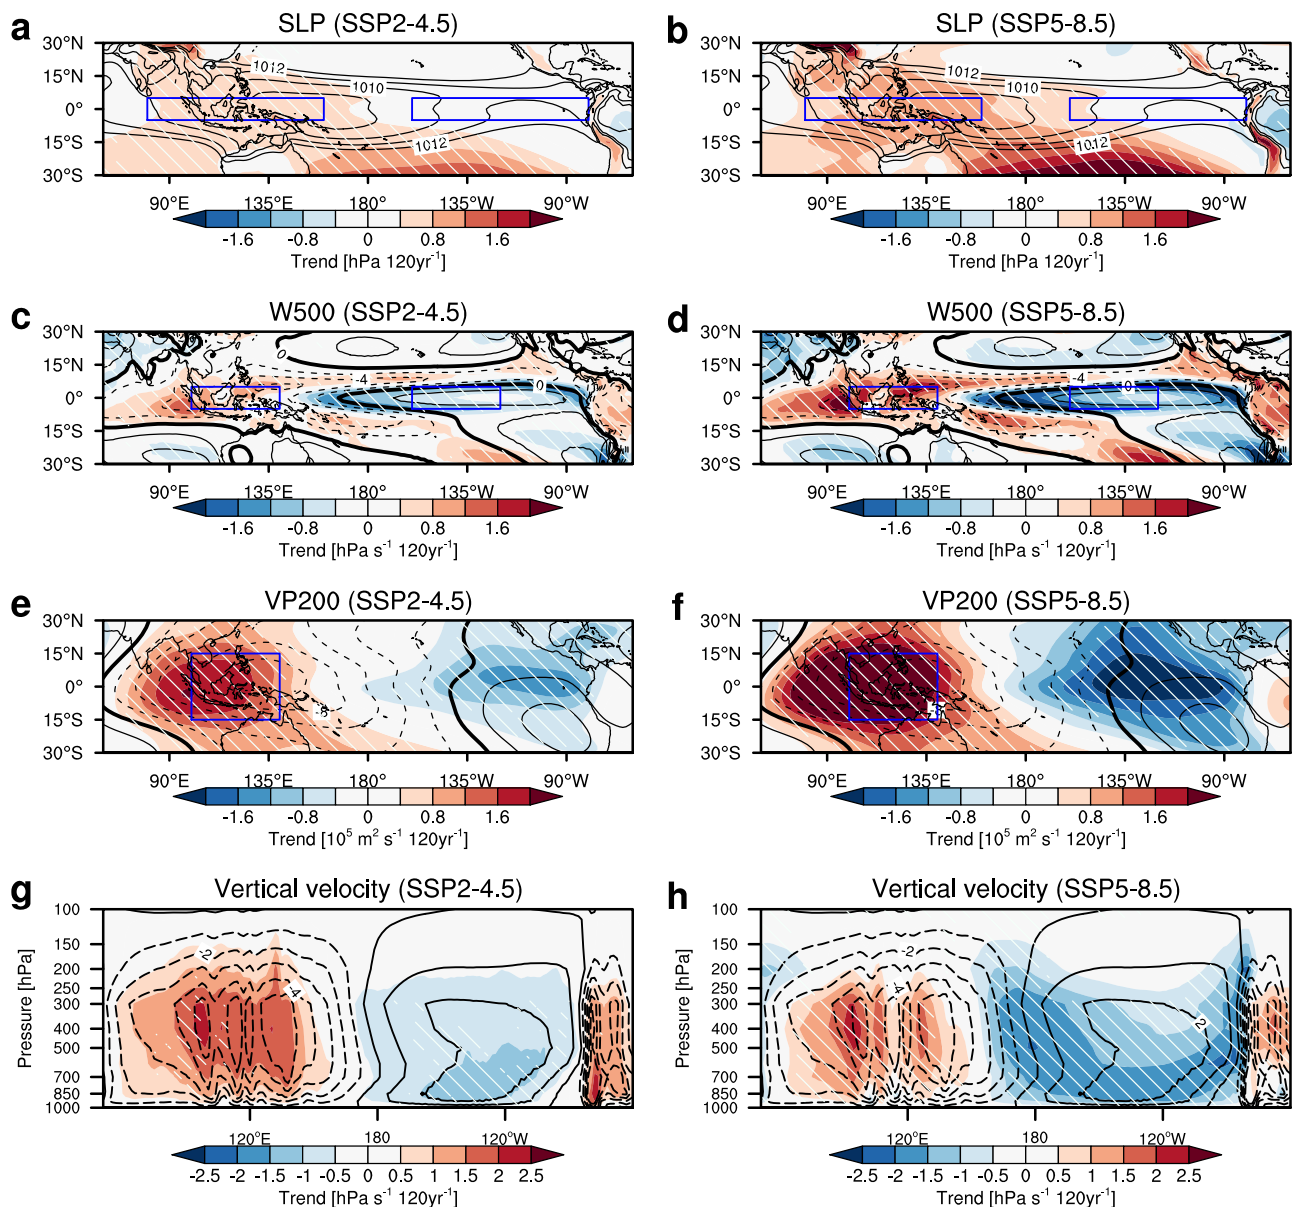 a SLP (SSP2-4.5)
30°N
15°N
0°
15°S
30°S
1012
1010
1012
90°E 135°E 180° 135°W 90°W
-1.6 -0.8 0 0.8 1.6
Trend [hPa 120yr⁻¹]
b SLP (SSP5-8.5)
30°N
15°N
0°
15°S
30°S
1012
1010
1012
90°E 135°E 180° 135°W 90°W
-1.6 -0.8 0 0.8 1.6
Trend [hPa 120yr⁻¹]
c W500 (SSP2-4.5)
30°N
15°N
0°
15°S
30°S
0
-4
0
90°E 135°E 180° 135°W 90°W
-1.6 -0.8 0 0.8 1.6
Trend [hPa s⁻¹ 120yr⁻¹]
d W500 (SSP5-8.5)
30°N
15°N
0°
15°S
30°S
-4
0
90°E 135°E 180° 135°W 90°W
-1.6 -0.8 0 0.8 1.6
Trend [hPa s⁻¹ 120yr⁻¹]
e VP200 (SSP2-4.5)
30°N
15°N
0°
15°S
30°S
90°E 135°E 180° 135°W 90°W
-1.6 -0.8 0 0.8 1.6
Trend [10⁵ m² s⁻¹ 120yr⁻¹]
f VP200 (SSP5-8.5)
30°N
15°N
0°
15°S
30°S
90°E 135°E 180° 135°W 90°W
-1.6 -0.8 0 0.8 1.6
Trend [10⁵ m² s⁻¹ 120yr⁻¹]
g Vertical velocity (SSP2-4.5)
Pressure [hPa]
100
150
200
250
300
400
500
700
850
1000
-2
-4
120°E 180 120°W
-2.5 -2 -1.5 -1 -0.5 0 0.5 1 1.5 2 2.5
Trend [hPa s⁻¹ 120yr⁻¹]
h Vertical velocity (SSP5-8.5)
Pressure [hPa]
100
150
200
250
300
400
500
700
850
1000
-2
-4
2
120°E 180 120°W
-2.5 -2 -1.5 -1 -0.5 0 0.5 1 1.5 2 2.5
Trend [hPa s⁻¹ 120yr⁻¹]